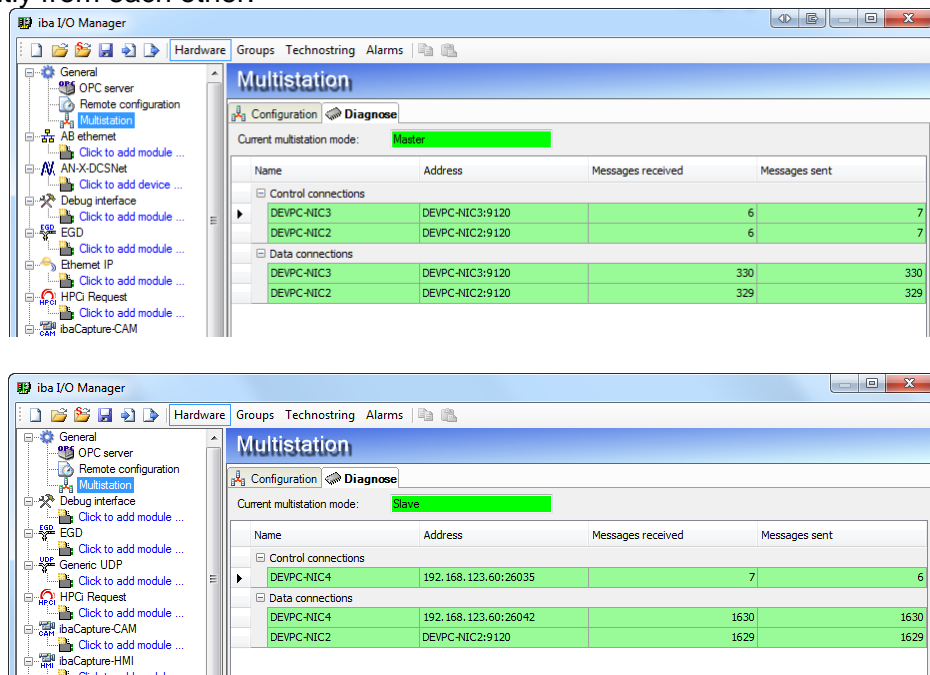 tly from each other.
iba I/O Manager
Hardware Groups Technostring Alarms
General
OPC server
Remote configuration
Multistation
AB ethernet
Click to add module ...
AN-X-DCSNet
Click to add device ...
Debug interface
Click to add module ...
EGD
Click to add module ...
Ethernet IP
Click to add module ...
HPCi Request
Click to add module ...
ibaCapture-CAM
Multistation
Configuration Diagnose
Current multistation mode: Master
Name Address Messages received Messages sent
Control connections
DEVPC-NIC3 DEVPC-NIC3:9120 6 7
DEVPC-NIC2 DEVPC-NIC2:9120 6 7
Data connections
DEVPC-NIC3 DEVPC-NIC3:9120 330 330
DEVPC-NIC2 DEVPC-NIC2:9120 329 329
iba I/O Manager
Hardware Groups Technostring Alarms
General
OPC server
Remote configuration
Multistation
Debug interface
Click to add module ...
EGD
Click to add module ...
Generic UDP
Click to add module ...
HPCi Request
Click to add module ...
ibaCapture-CAM
Click to add module ...
ibaCapture-HMI
Multistation
Configuration Diagnose
Current multistation mode: Slave
Name Address Messages received Messages sent
Control connections
DEVPC-NIC4 192.168.123.60:26035 7 6
Data connections
DEVPC-NIC4 192.168.123.60:26042 1630 1630
DEVPC-NIC2 DEVPC-NIC2:9120 1629 1629